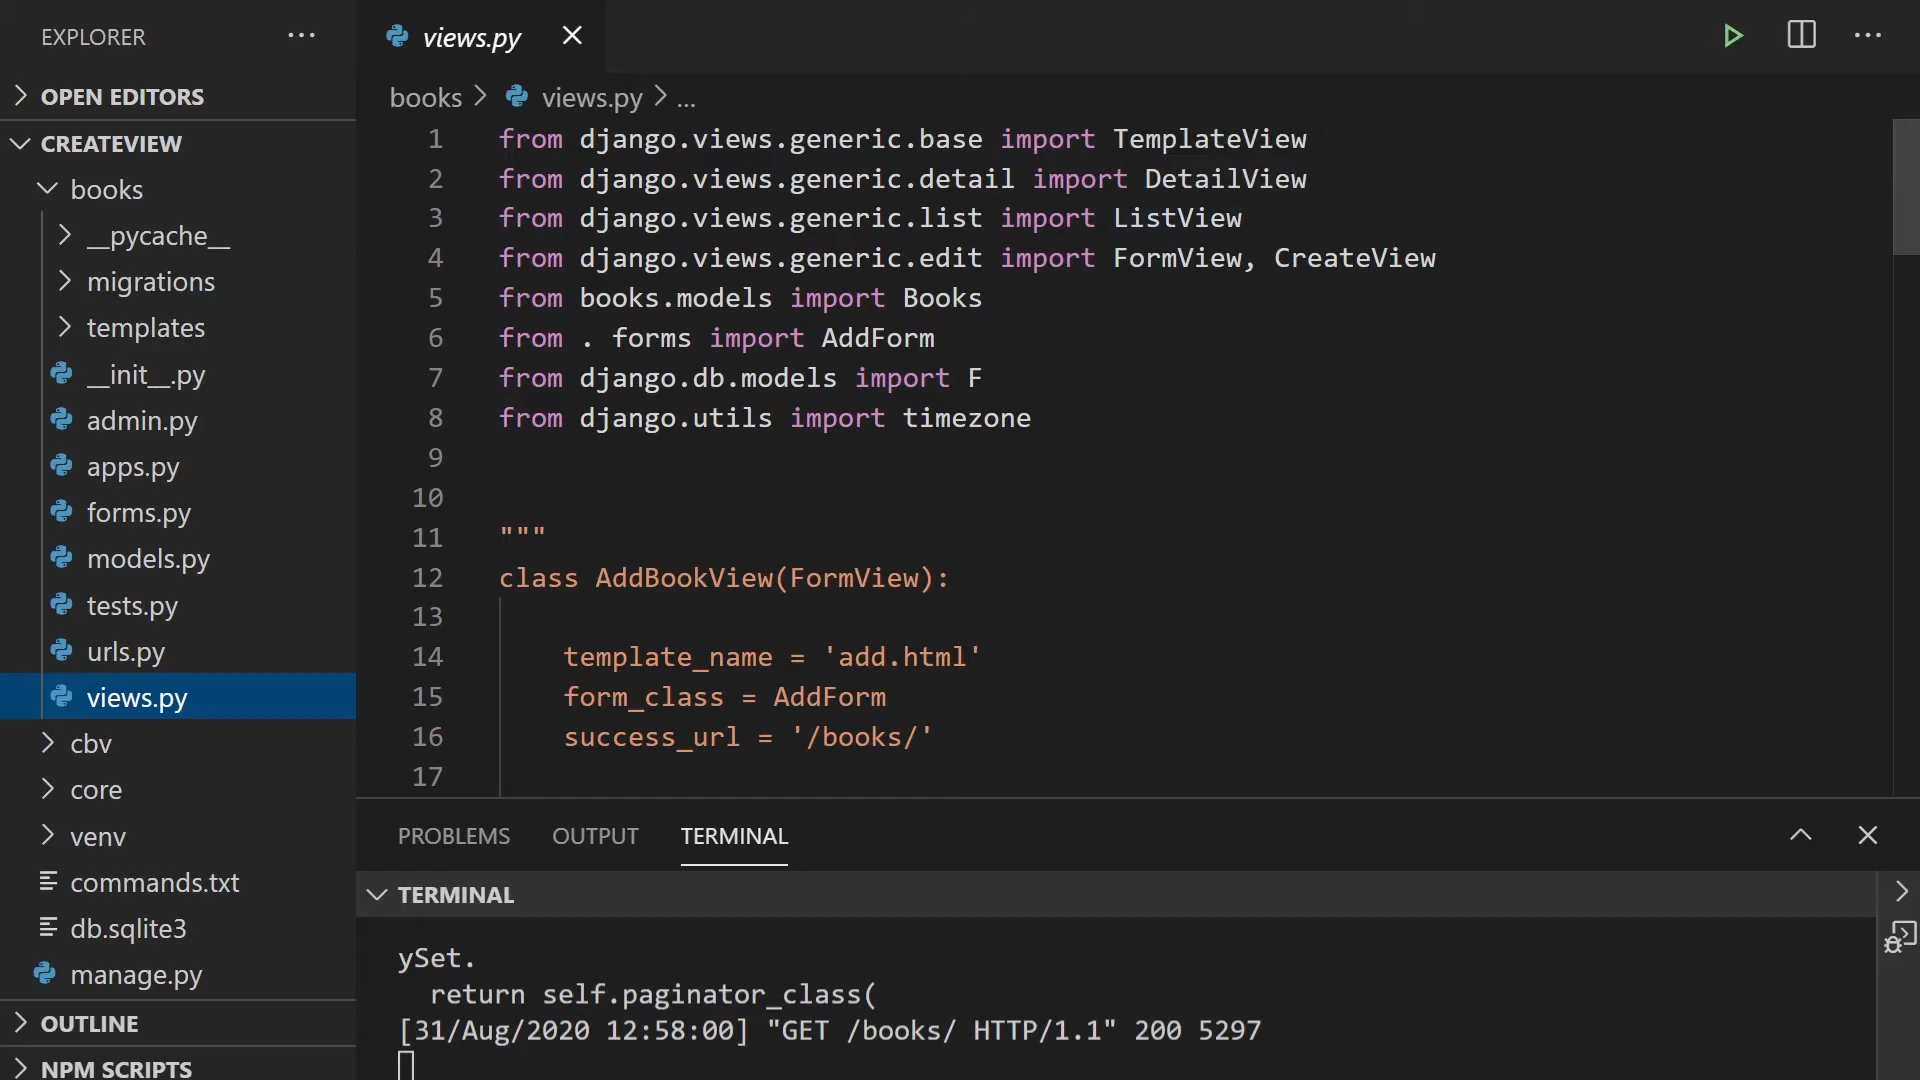 EXPLORER
OPEN EDITORS
CREATEVIEW
books
__pycache__
migrations
templates
__init__.py
admin.py
apps.py
forms.py
models.py
tests.py
urls.py
views.py
cbv
core
venv
commands.txt
db.sqlite3
manage.py
OUTLINE
NPM SCRIPTS
views.py
books > views.py > ...
1 from django.views.generic.base import TemplateView
2 from django.views.generic.detail import DetailView
3 from django.views.generic.list import ListView
4 from django.views.generic.edit import FormView, CreateView
5 from books.models import Books
6 from . forms import AddForm
7 from django.db.models import F
8 from django.utils import timezone
9
10
11 """
12 class AddBookView(FormView):
13
14 template_name = 'add.html'
15 form_class = AddForm
16 success_url = '/books/'
17
PROBLEMS OUTPUT TERMINAL
TERMINAL
ySet.
return self.paginator_class(
[31/Aug/2020 12:58:00] "GET /books/ HTTP/1.1" 200 5297